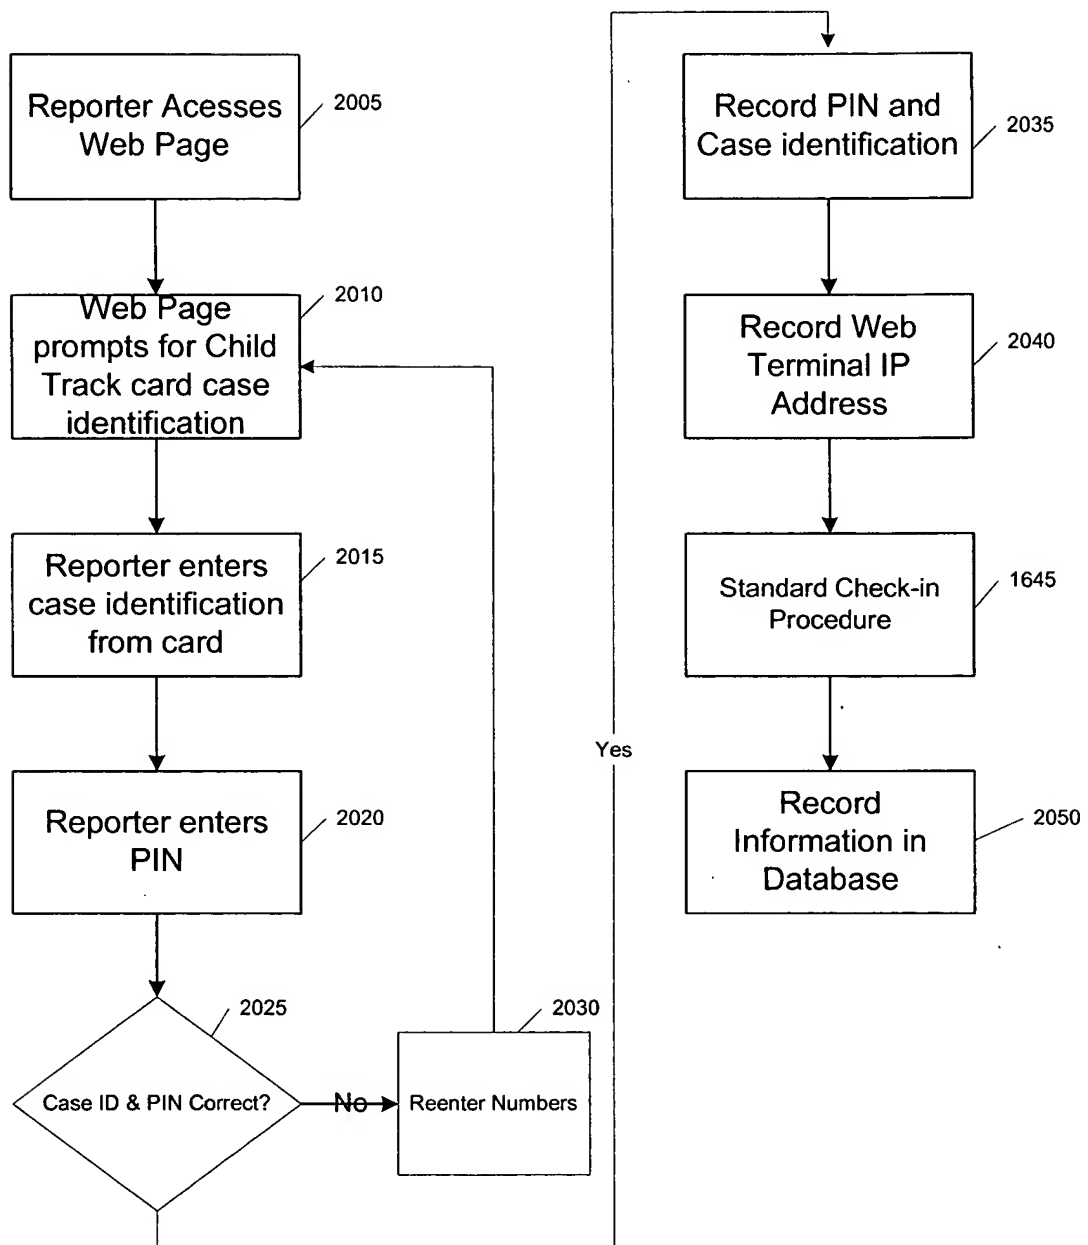 Reporter Acesses
Web Page
2005
Web Page
prompts for Child
Track card case
identification
2010
Reporter enters
case identification
from card
2015
Reporter enters
PIN
2020
Case ID & PIN Correct?
2025
No
Reenter Numbers
2030
Yes
Record PIN and
Case identification
2035
Record Web
Terminal IP
Address
2040
Standard Check-in
Procedure
1645
Record
Information in
Database
2050